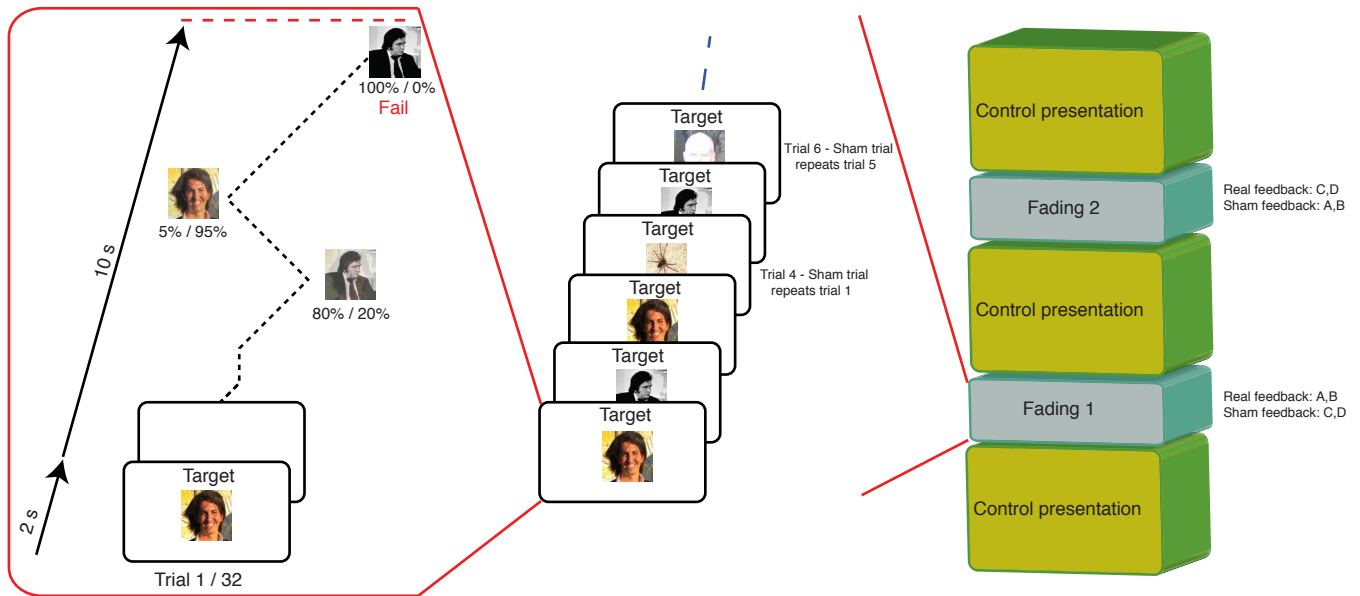 100% / 0%
Fail
5% / 95%
80% / 20%
10 s
2 s
Target
Trial 1 / 32
Target
Trial 6 - Sham trial
repeats trial 5
Target
Target
Trial 4 - Sham trial
repeats trial 1
Target
Target
Target
Control presentation
Fading 2
Real feedback: C,D
Sham feedback: A,B
Control presentation
Fading 1
Real feedback: A,B
Sham feedback: C,D
Control presentation